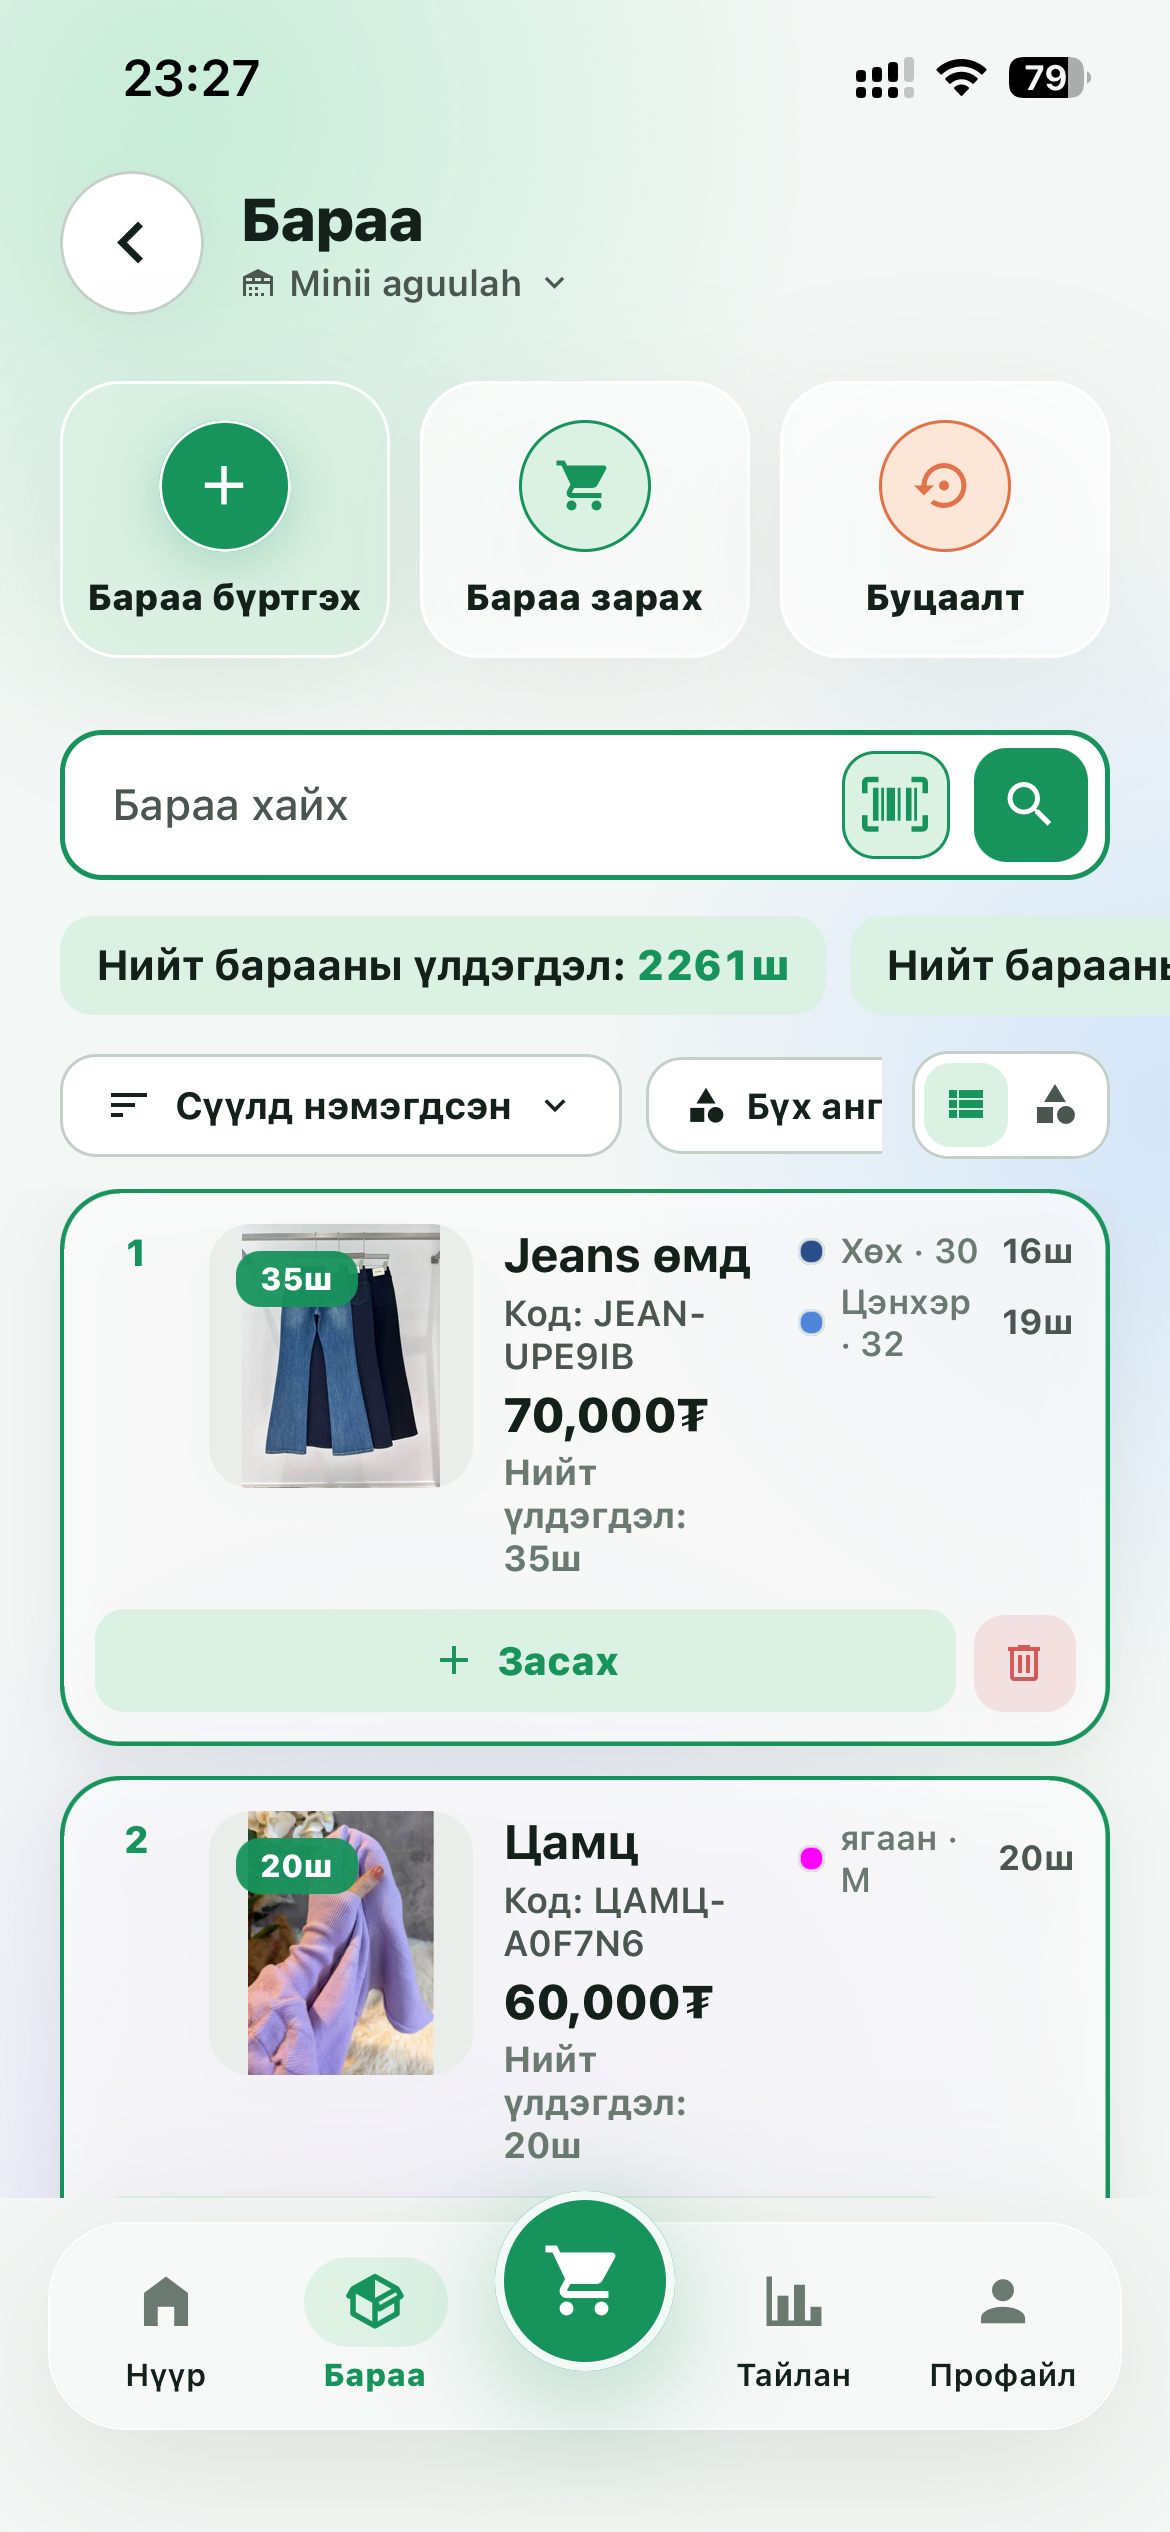 23:27
79
Бараа
Minii aguulah
Бараа бүртгэх
Бараа зарах
Буцаалт
Бараа хайх
Нийт барааны үлдэгдэл: 2261ш
Нийт барааны
Сүүлд нэмэгдсэн
Бүх анг
1
35ш
Jeans өмд
Код: JEAN-
UPE9IB
70,000₮
Нийт
үлдэгдэл:
35ш
Хөх · 30
16ш
Цэнхэр
· 32
19ш
Засах
2
20ш
Цамц
Код: ЦАМЦ-
A0F7N6
60,000₮
Нийт
үлдэгдэл:
20ш
ягаан ·
M
20ш
Нүүр
Бараа
Тайлан
Профайл